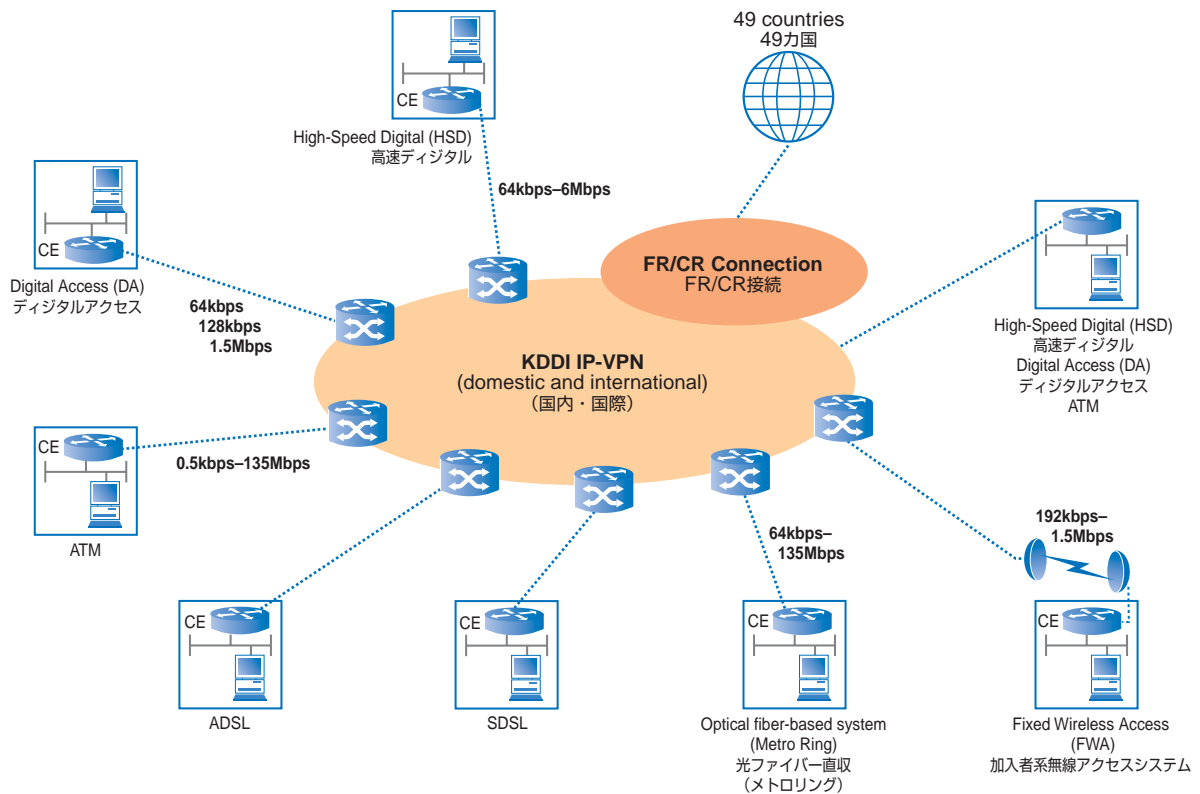 49 countries
49カ国
CE
High-Speed Digital (HSD)
高速ディジタル
64kbps–6Mbps
CE
Digital Access (DA)
ディジタルアクセス
64kbps
128kbps
1.5Mbps
FR/CR Connection
FR/CR接続
High-Speed Digital (HSD)
高速ディジタル
Digital Access (DA)
ディジタルアクセス
ATM
KDDI IP-VPN
(domestic and international)
（国内・国際）
CE
ATM
0.5kbps–135Mbps
64kbps–
135Mbps
192kbps–
1.5Mbps
CE
ADSL
CE
SDSL
CE
Optical fiber-based system
(Metro Ring)
光ファイバー直収
（メトロリング）
CE
Fixed Wireless Access
(FWA)
加入者系無線アクセスシステム